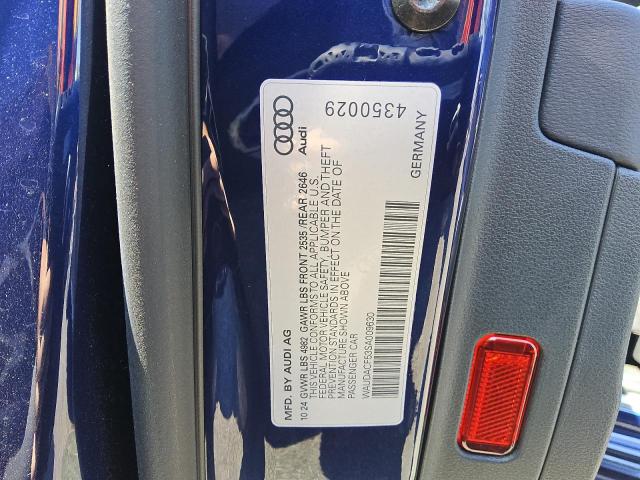 MFD. BY AUDI AG
10 24 GVWR LBS 4982 GAWR LBS FRONT 2535 /REAR 2646
THIS VEHICLE CONFORMS TO ALL APPLICABLE U.S.
FEDERAL MOTOR VEHICLE SAFETY, BUMPER AND THEFT
PREVENTION STANDARDS IN EFFECT ON THE DATE OF
MANUFACTURE SHOWN ABOVE
PASSENGER CAR
WAUDACF53SA009630
Audi
4350029
GERMANY